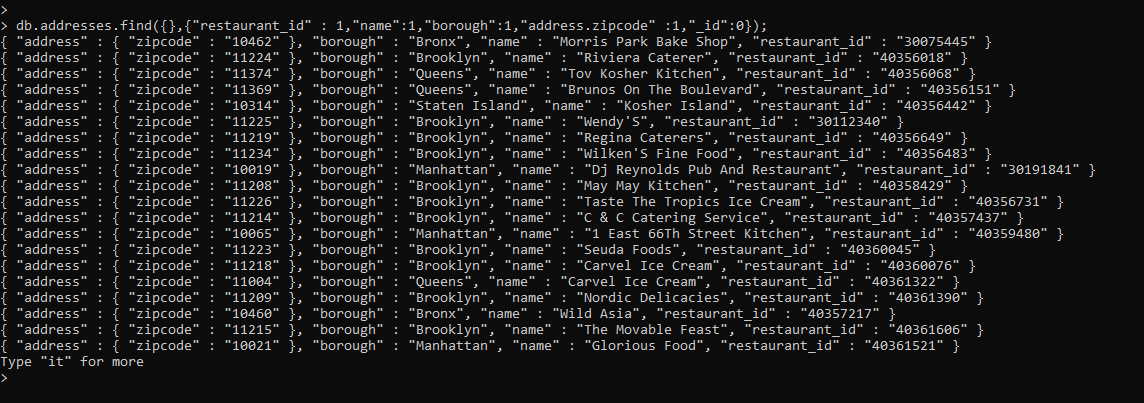 >
> db.addresses.find({},{"restaurant_id" : 1,"name":1,"borough":1,"address.zipcode" :1,"_id":0});
{ "address" : { "zipcode" : "10462" }, "borough" : "Bronx", "name" : "Morris Park Bake Shop", "restaurant_id" : "30075445" }
{ "address" : { "zipcode" : "11224" }, "borough" : "Brooklyn", "name" : "Riviera Caterer", "restaurant_id" : "40356018" }
{ "address" : { "zipcode" : "11374" }, "borough" : "Queens", "name" : "Tov Kosher Kitchen", "restaurant_id" : "40356068" }
{ "address" : { "zipcode" : "11369" }, "borough" : "Queens", "name" : "Brunos On The Boulevard", "restaurant_id" : "40356151" }
{ "address" : { "zipcode" : "10314" }, "borough" : "Staten Island", "name" : "Kosher Island", "restaurant_id" : "40356442" }
{ "address" : { "zipcode" : "11225" }, "borough" : "Brooklyn", "name" : "Wendy'S", "restaurant_id" : "30112340" }
{ "address" : { "zipcode" : "11219" }, "borough" : "Brooklyn", "name" : "Regina Caterers", "restaurant_id" : "40356649" }
{ "address" : { "zipcode" : "11234" }, "borough" : "Brooklyn", "name" : "Wilken'S Fine Food", "restaurant_id" : "40356483" }
{ "address" : { "zipcode" : "10019" }, "borough" : "Manhattan", "name" : "Dj Reynolds Pub And Restaurant", "restaurant_id" : "30191841" }
{ "address" : { "zipcode" : "11208" }, "borough" : "Brooklyn", "name" : "May May Kitchen", "restaurant_id" : "40358429" }
{ "address" : { "zipcode" : "11226" }, "borough" : "Brooklyn", "name" : "Taste The Tropics Ice Cream", "restaurant_id" : "40356731" }
{ "address" : { "zipcode" : "11214" }, "borough" : "Brooklyn", "name" : "C & C Catering Service", "restaurant_id" : "40357437" }
{ "address" : { "zipcode" : "10065" }, "borough" : "Manhattan", "name" : "1 East 66Th Street Kitchen", "restaurant_id" : "40359480" }
{ "address" : { "zipcode" : "11223" }, "borough" : "Brooklyn", "name" : "Seuda Foods", "restaurant_id" : "40360045" }
{ "address" : { "zipcode" : "11218" }, "borough" : "Brooklyn", "name" : "Carvel Ice Cream", "restaurant_id" : "40360076" }
{ "address" : { "zipcode" : "11004" }, "borough" : "Queens", "name" : "Carvel Ice Cream", "restaurant_id" : "40361322" }
{ "address" : { "zipcode" : "11209" }, "borough" : "Brooklyn", "name" : "Nordic Delicacies", "restaurant_id" : "40361390" }
{ "address" : { "zipcode" : "10460" }, "borough" : "Bronx", "name" : "Wild Asia", "restaurant_id" : "40357217" }
{ "address" : { "zipcode" : "11215" }, "borough" : "Brooklyn", "name" : "The Movable Feast", "restaurant_id" : "40361606" }
{ "address" : { "zipcode" : "10021" }, "borough" : "Manhattan", "name" : "Glorious Food", "restaurant_id" : "40361521" }
Type "it" for more
>